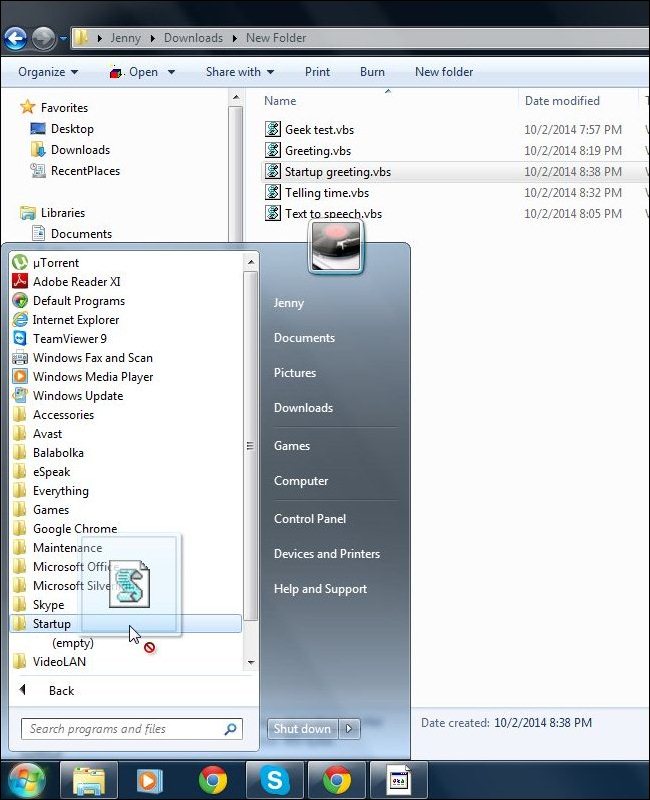 Jenny Downloads New Folder
Organize Open Share with Print Burn New folder
Favorites
Desktop
Downloads
RecentPlaces
Libraries
Documents
Name Date modified
Geek test.vbs 10/2/2014 7:57 PM
Greeting.vbs 10/2/2014 8:19 PM
Startup greeting.vbs 10/2/2014 8:38 PM
Telling time.vbs 10/2/2014 8:32 PM
Text to speech.vbs 10/2/2014 8:05 PM
µTorrent
Adobe Reader XI
Default Programs
Internet Explorer
TeamViewer 9
Windows Fax and Scan
Windows Media Player
Windows Update
Accessories
Avast
Balabolka
eSpeak
Everything
Games
Google Chrome
Maintenance
Microsoft Office
Microsoft Silver
Skype
Startup
(empty)
VideoLAN
Back
Search programs and files
Jenny
Documents
Pictures
Downloads
Games
Computer
Control Panel
Devices and Printers
Help and Support
Shut down
Date created: 10/2/2014 8:38 PM